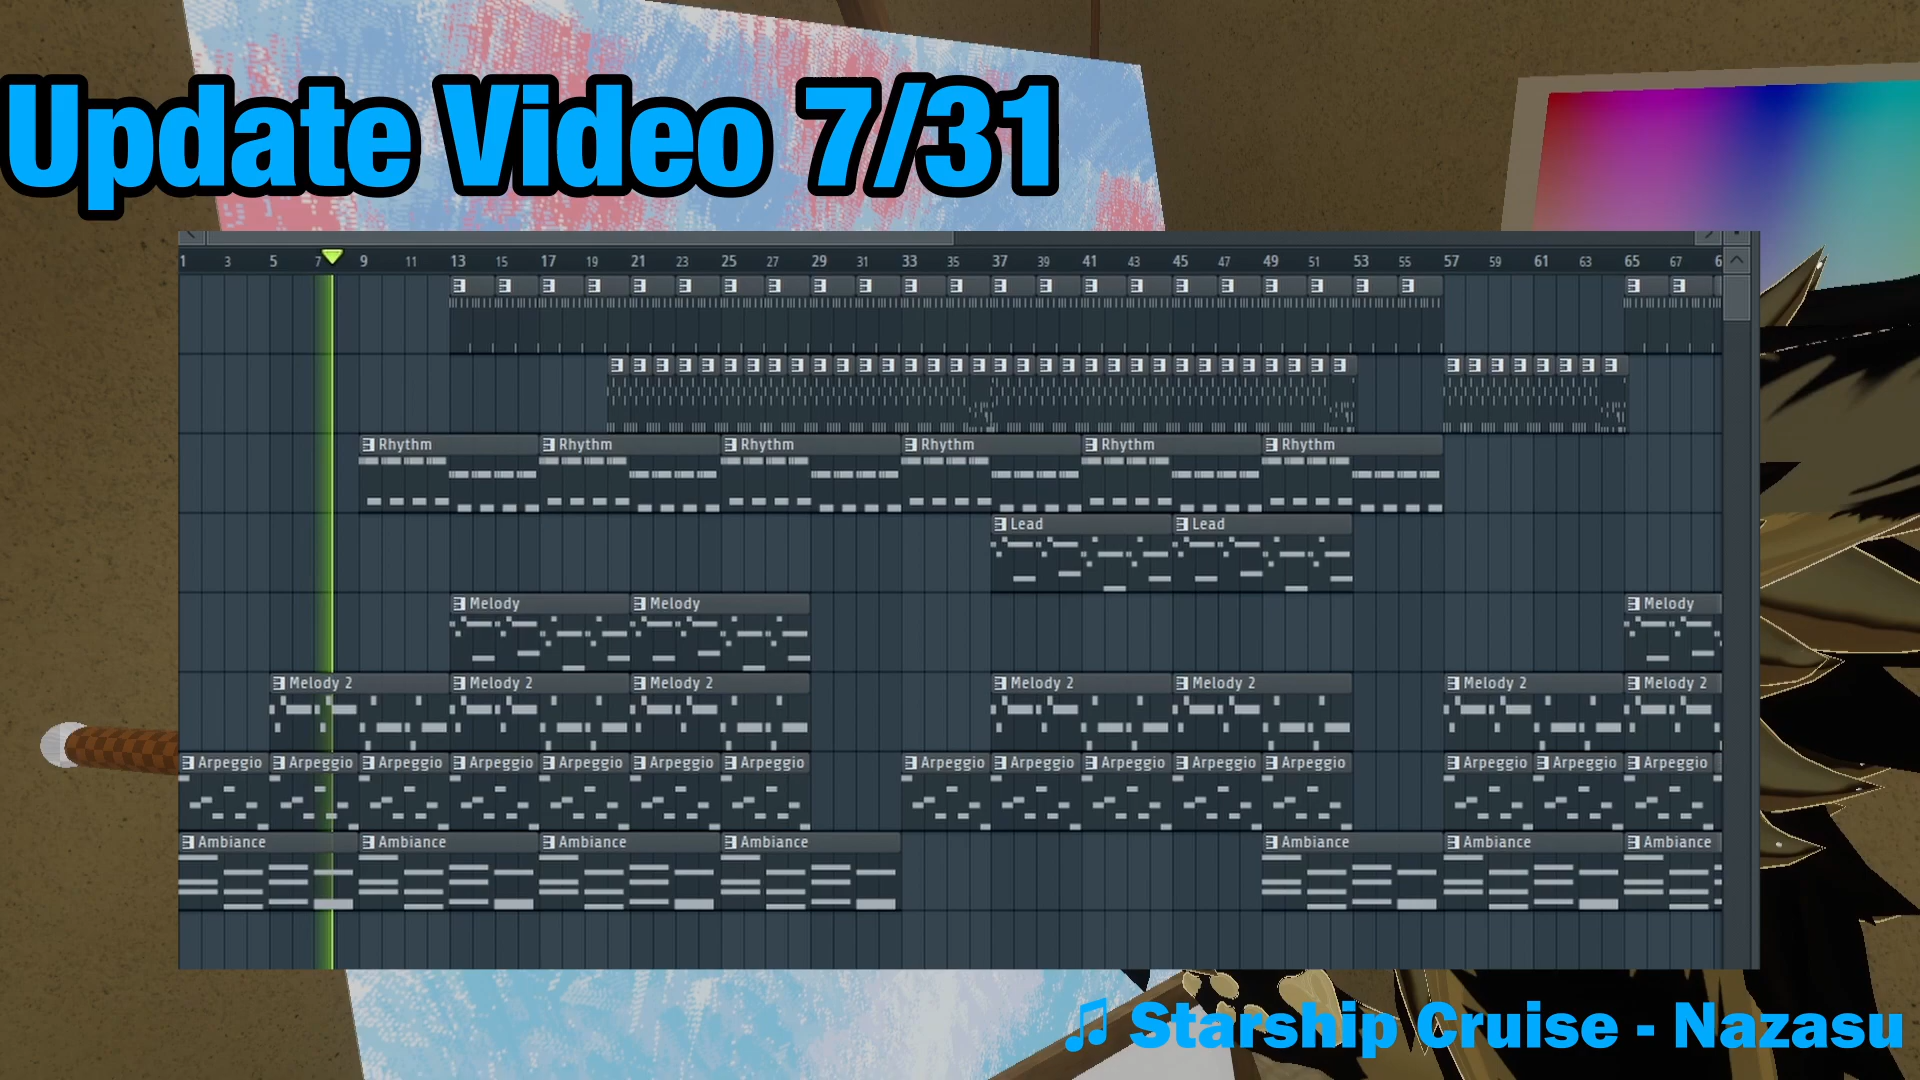 Update Video 7/31
1 3 5 7 9 11 13 15 17 19 21 23 25 27 29 31 33 35 37 39 41 43 45 47 49 51 53 55 57 59 61 63 65 67
Rhythm Rhythm Rhythm Rhythm Rhythm Rhythm
Lead Lead
Melody Melody Melody
Melody 2 Melody 2 Melody 2 Melody 2 Melody 2 Melody 2 Melody 2
Arpeggio Arpeggio Arpeggio Arpeggio Arpeggio Arpeggio Arpeggio Arpeggio Arpeggio Arpeggio Arpeggio Arpeggio Arpeggio Arpeggio Arpeggio
Ambiance Ambiance Ambiance Ambiance Ambiance Ambiance Ambiance
♫ Starship Cruise - Nazasu